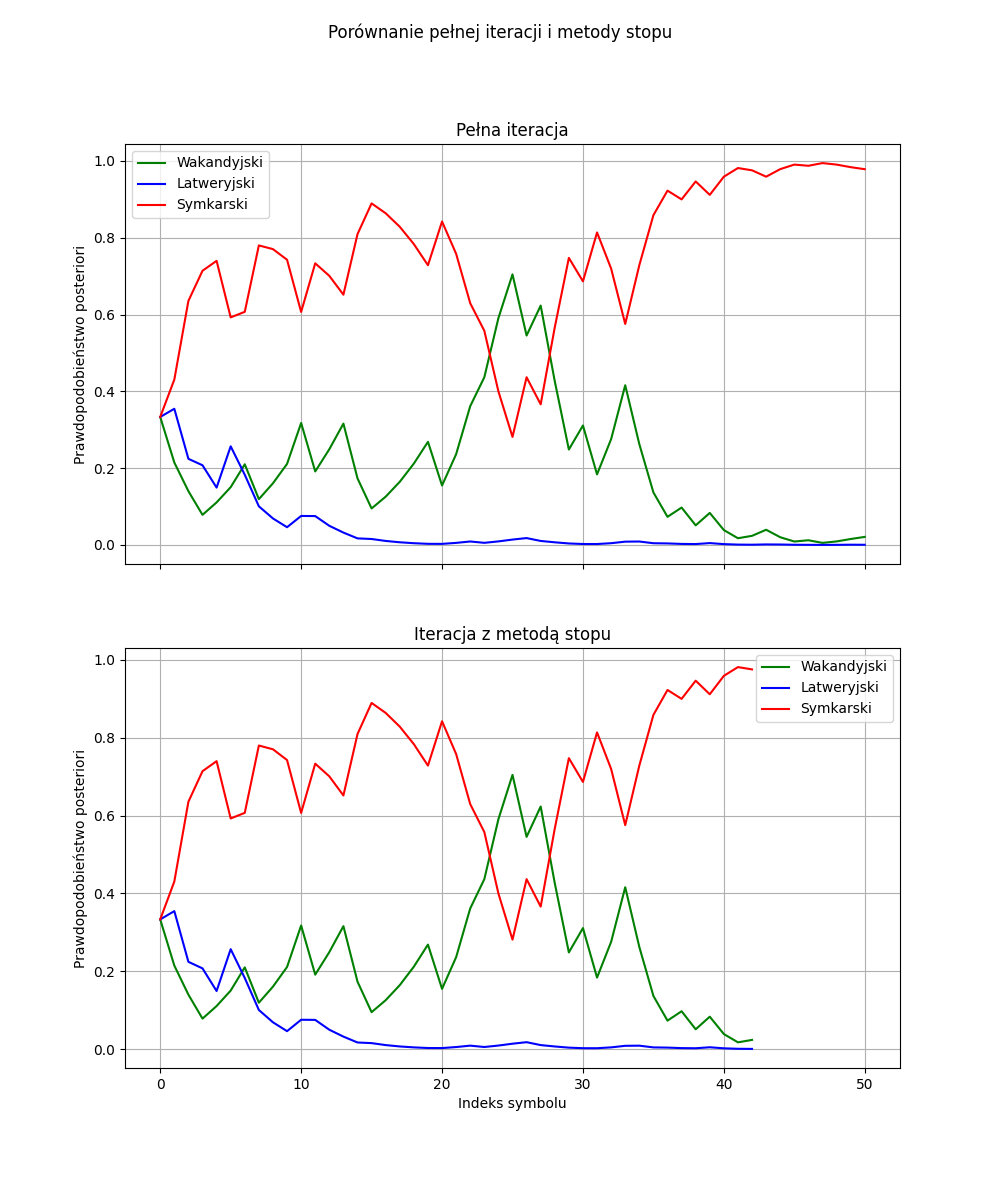 Porównanie pełnej iteracji i metody stopu
Pełna iteracja
Wakandyjski
Latweryjski
Symkarski
Prawdopodobieństwo posteriori
1.0
0.8
0.6
0.4
0.2
0.0
Iteracja z metodą stopu
Wakandyjski
Latweryjski
Symkarski
Prawdopodobieństwo posteriori
1.0
0.8
0.6
0.4
0.2
0.0
0 10 20 30 40 50
Indeks symbolu